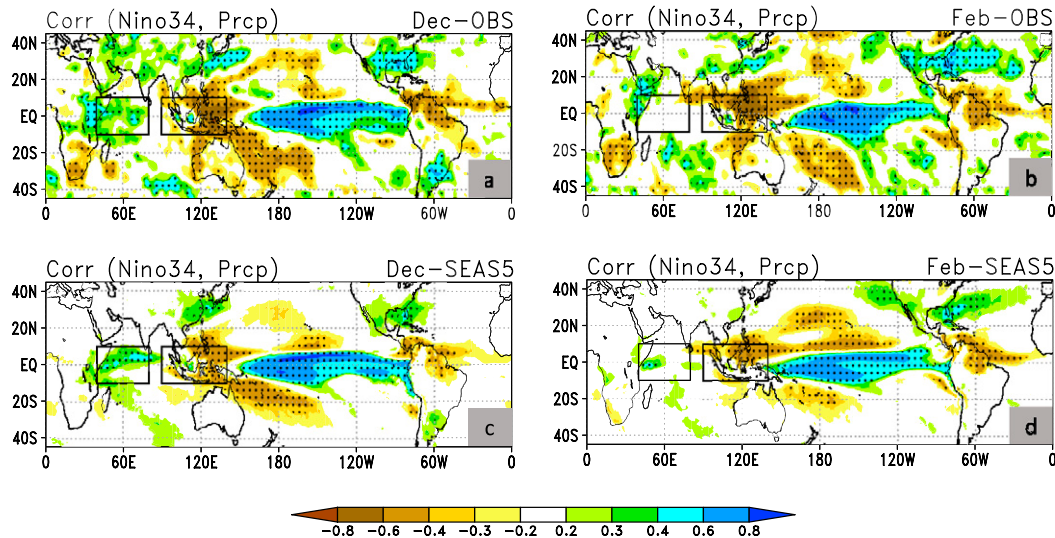 Corr (Nino34, Prcp) Dec-OBS
40N
20N
EQ
20S
40S
60E 120E 180 120W 60W 0
a
Corr (Nino34, Prcp) Feb-OBS
40N
20N
EQ
20S
40S
0 60E 120E 180 120W 60W 0
b
Corr (Nino34, Prcp) Dec-SEAS5
40N
20N
EQ
20S
40S
60E 120E 180 120W 60W 0
c
Corr (Nino34, Prcp) Feb-SEAS5
40N
20N
EQ
20S
40S
0 60E 120E 180 120W 60W 0
d
-0.8 -0.6 -0.4 -0.3 -0.2 0.2 0.3 0.4 0.6 0.8